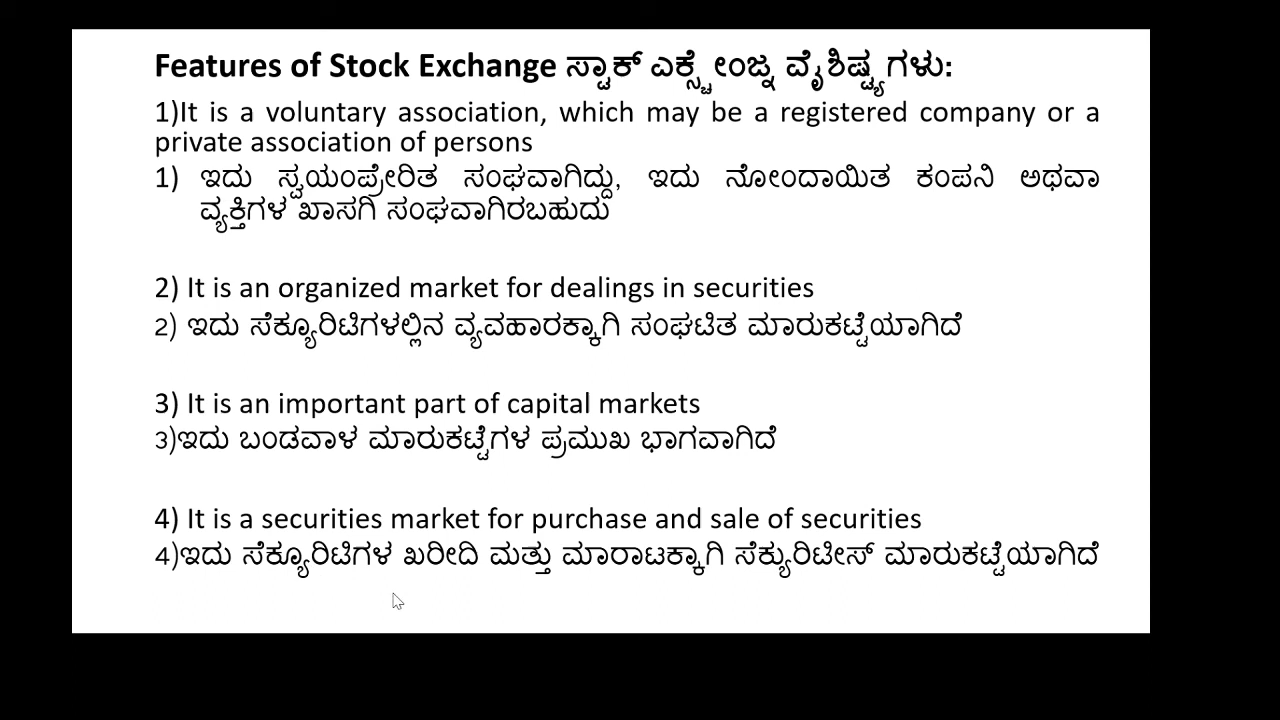 Features of Stock Exchange ಸ್ಟಾಕ್ ಎಕ್ಸ್ಚೇಂಜ್ನ ವೈಶಿಷ್ಟ್ಯಗಳು:
1)It is a voluntary association, which may be a registered company or a
private association of persons
1) ಇದು ಸ್ವಯಂಪ್ರೇರಿತ ಸಂಘವಾಗಿದ್ದು, ಇದು ನೋಂದಾಯಿತ ಕಂಪನಿ ಅಥವಾ
ವ್ಯಕ್ತಿಗಳ ಖಾಸಗಿ ಸಂಘವಾಗಿರಬಹುದು
2) It is an organized market for dealings in securities
2) ಇದು ಸೆಕ್ಯೂರಿಟಿಗಳಲ್ಲಿನ ವ್ಯವಹಾರಕ್ಕಾಗಿ ಸಂಘಟಿತ ಮಾರುಕಟ್ಟೆಯಾಗಿದೆ
3) It is an important part of capital markets
3)ಇದು ಬಂಡವಾಳ ಮಾರುಕಟ್ಟೆಗಳ ಪ್ರಮುಖ ಭಾಗವಾಗಿದೆ
4) It is a securities market for purchase and sale of securities
4)ಇದು ಸೆಕ್ಯೂರಿಟಿಗಳ ಖರೀದಿ ಮತ್ತು ಮಾರಾಟಕ್ಕಾಗಿ ಸೆಕ್ಯುರಿಟೀಸ್ ಮಾರುಕಟ್ಟೆಯಾಗಿದೆ